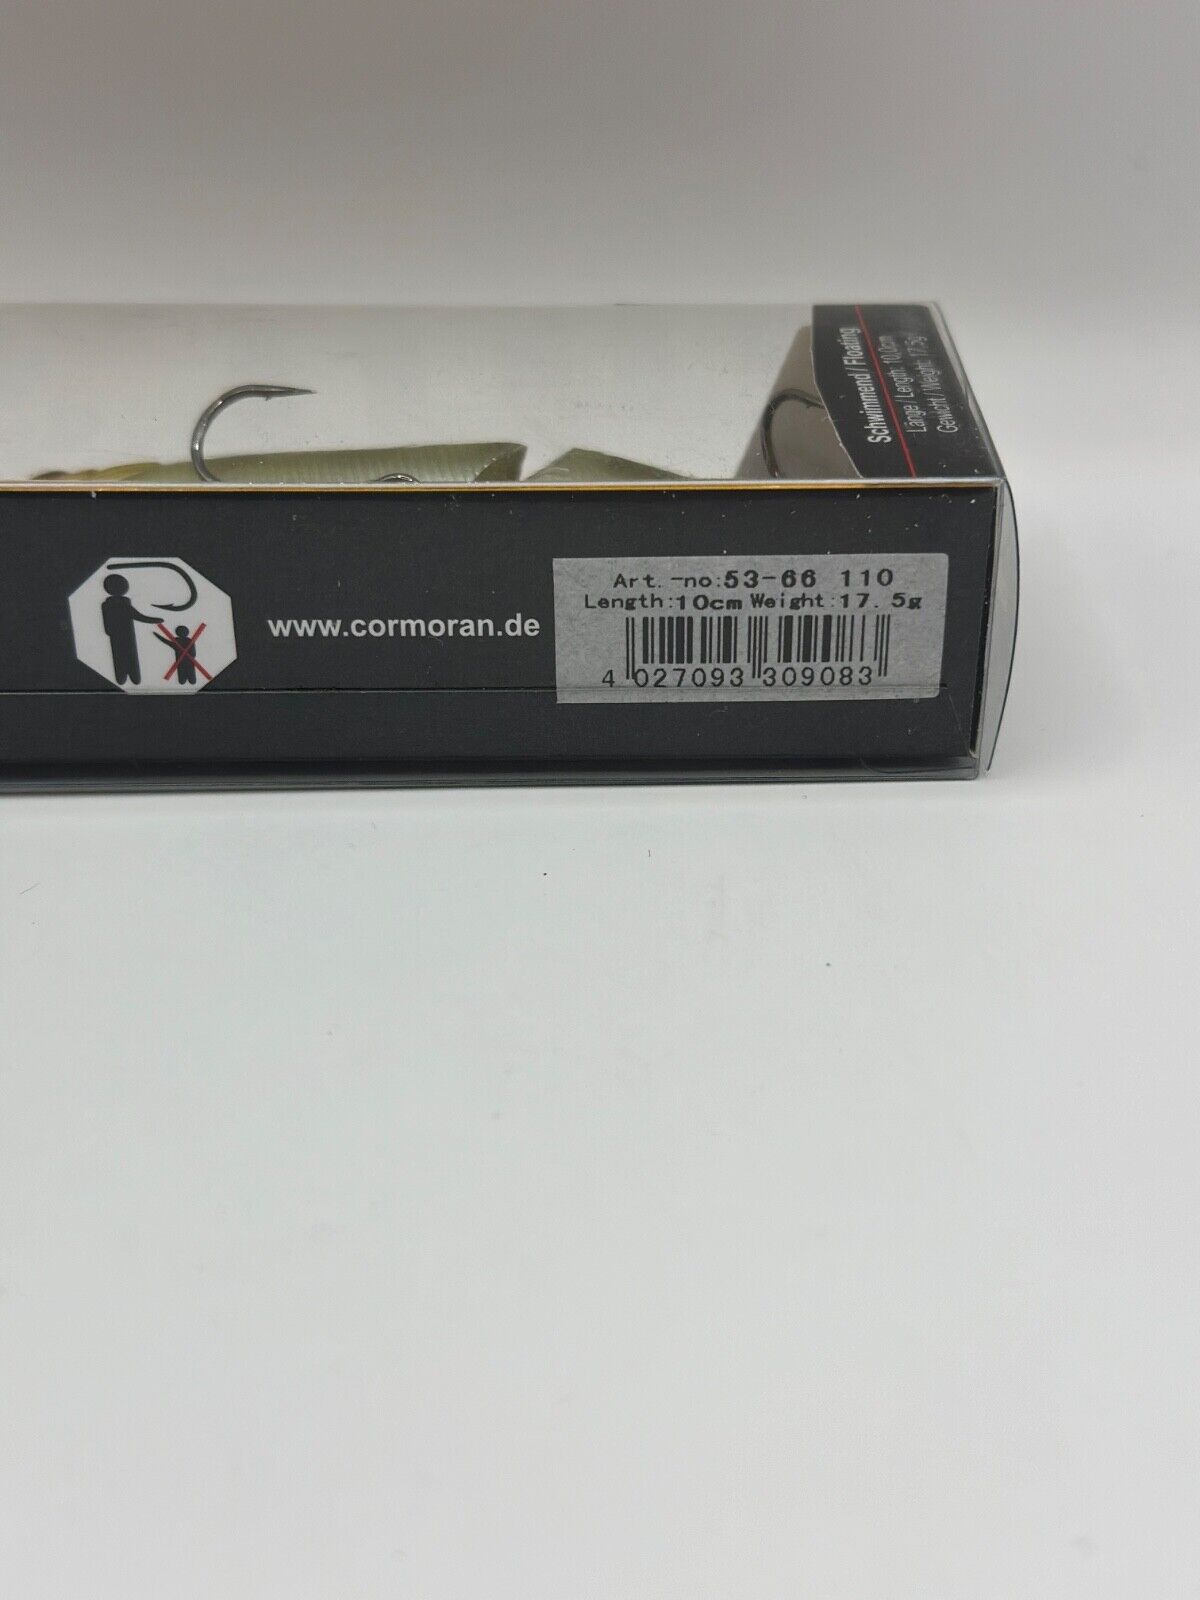 Schwimmend / Floating
Länge / Length: 10,0cm
Gewicht / Weight: 17.5g
www.cormoran.de
Art. -no:53-66 110
Length:10cm Weight:17. 5g
4 027093 309083